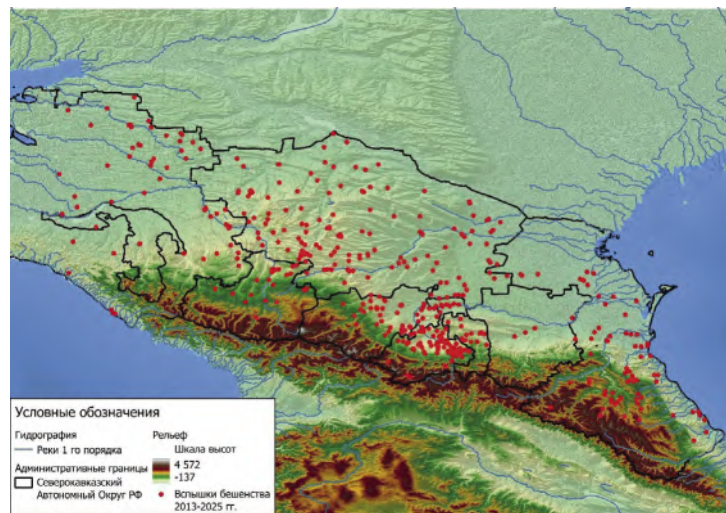 Условные обозначения
Гидрография
Реки 1 го порядка
Административные границы
Северокавказский
Автономный Округ РФ
Рельеф
Шкала высот
4 572
-137
Вспышки бешенства
2013-2025 гг.